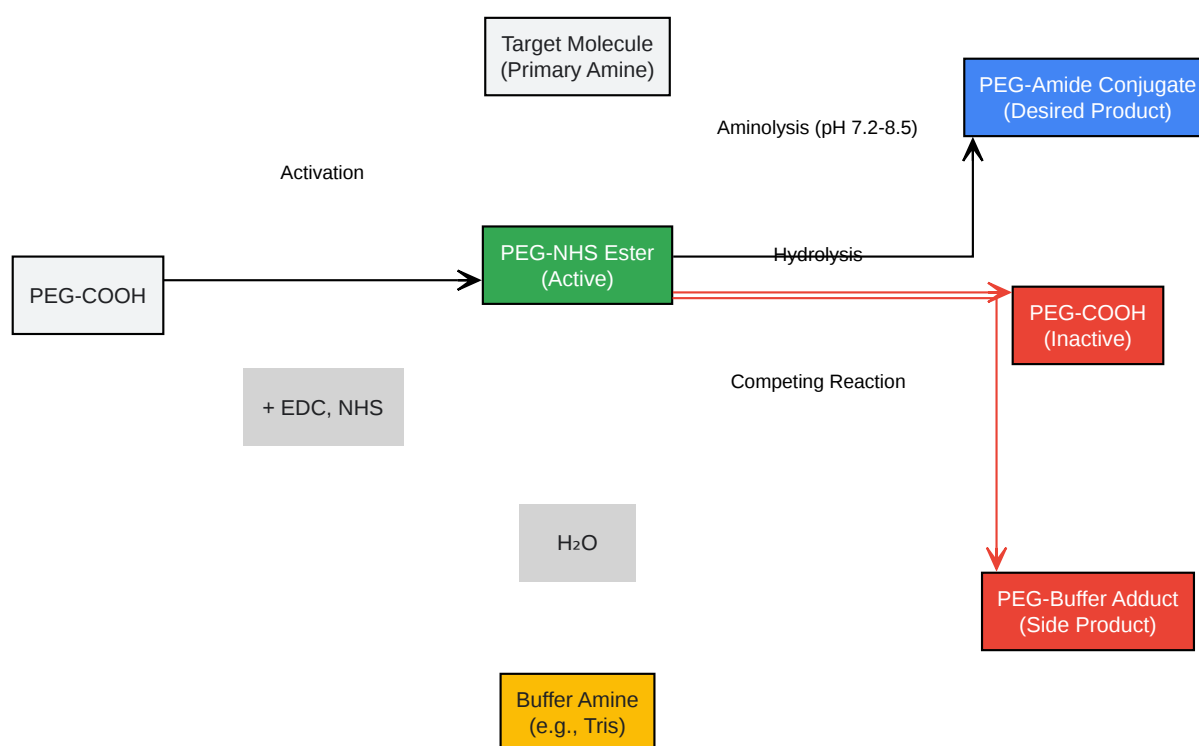 Target Molecule
(Primary Amine)
PEG-Amide Conjugate
(Desired Product)
Aminolysis (pH 7.2-8.5)
Activation
PEG-NHS Ester
(Active)
Hydrolysis
PEG-COOH
PEG-COOH
(Inactive)
Competing Reaction
+ EDC, NHS
H₂O
PEG-Buffer Adduct
(Side Product)
Buffer Amine
(e.g., Tris)